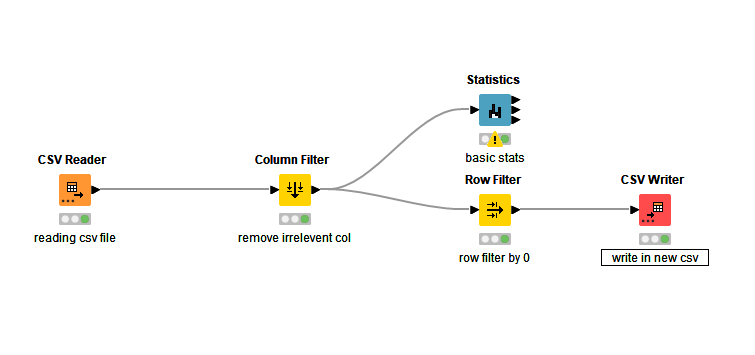 Statistics
basic stats
CSV Reader
reading csv file
Column Filter
remove irrelevent col
Row Filter
row filter by 0
CSV Writer
write in new csv